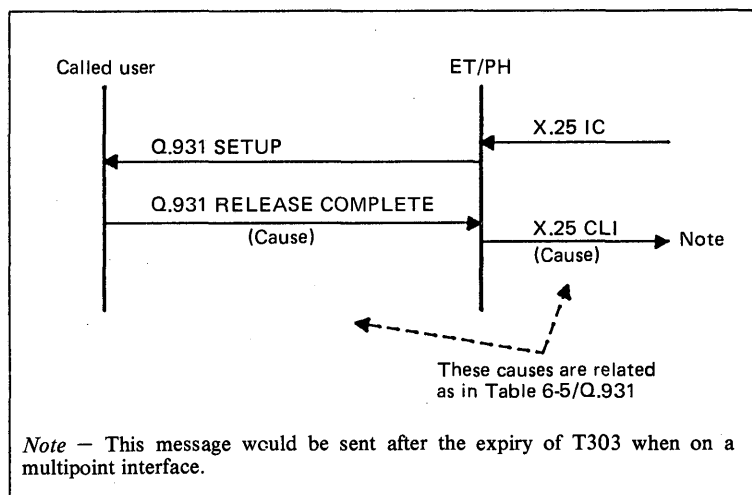 Called user ET/PH
X.25 IC
Q.931 SETUP
Q.931 RELEASE COMPLETE
(Cause)
X.25 CLI
(Cause)
Note
These causes are related
as in Table 6-5/Q.931
Note — This message would be sent after the expiry of T303 when on a
multipoint interface.